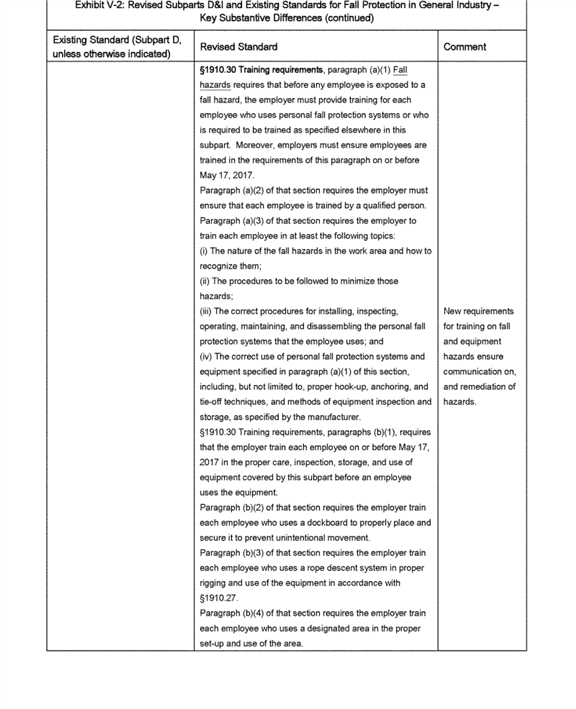 Exhibit V-2: Revised Subparts D&I and Existing Standards for Fall Protection in General Industry –
Key Substantive Differences (continued)
Existing Standard (Subpart D,
unless otherwise indicated)
Revised Standard
Comment
§1910.30 Training requirements, paragraph (a)(1) Fall
hazards requires that before any employee is exposed to a
fall hazard, the employer must provide training for each
employee who uses personal fall protection systems or who
is required to be trained as specified elsewhere in this
subpart. Moreover, employers must ensure employees are
trained in the requirements of this paragraph on or before
May 17, 2017.
Paragraph (a)(2) of that section requires the employer must
ensure that each employee is trained by a qualified person.
Paragraph (a)(3) of that section requires the employer to
train each employee in at least the following topics:
(i) The nature of the fall hazards in the work area and how to
recognize them;
(ii) The procedures to be followed to minimize those
hazards;
(iii) The correct procedures for installing, inspecting,
operating, maintaining, and disassembling the personal fall
protection systems that the employee uses; and
(iv) The correct use of personal fall protection systems and
equipment specified in paragraph (a)(1) of this section,
including, but not limited to, proper hook-up, anchoring, and
tie-off techniques, and methods of equipment inspection and
storage, as specified by the manufacturer.
§1910.30 Training requirements, paragraphs (b)(1), requires
that the employer train each employee on or before May 17,
2017 in the proper care, inspection, storage, and use of
equipment covered by this subpart before an employee
uses the equipment.
Paragraph (b)(2) of that section requires the employer train
each employee who uses a dockboard to properly place and
secure it to prevent unintentional movement.
Paragraph (b)(3) of that section requires the employer train
each employee who uses a rope descent system in proper
rigging and use of the equipment in accordance with
§1910.27.
Paragraph (b)(4) of that section requires the employer train
each employee who uses a designated area in the proper
set-up and use of the area.
New requirements
for training on fall
and equipment
hazards ensure
communication on,
and remediation of
hazards.